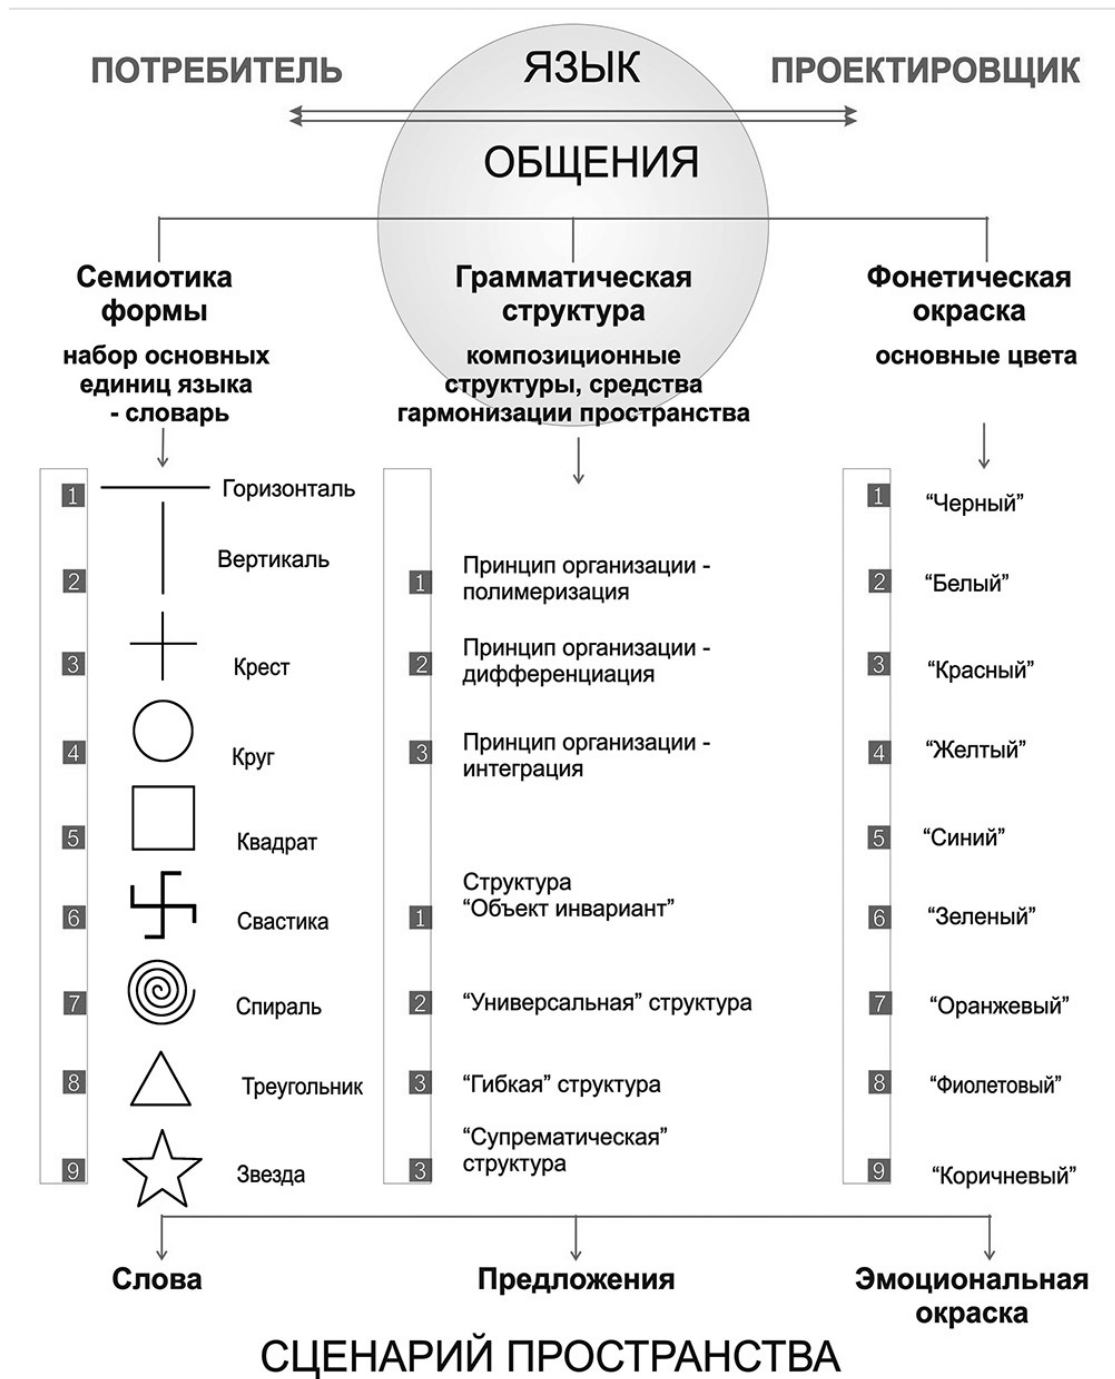 ЯЗЫК
ПОТРЕБИТЕЛЬ
ПРОЕКТИРОВЩИК
ОБЩЕНИЯ
Семиотика
формы
набор основных
единиц языка
- словарь
1
Горизонталь
2
Вертикаль
3
Крест
4
Круг
5
Квадрат
6
Свастика
7
Спираль
8
Треугольник
9
Звезда
Слова
Грамматическая
структура
композиционные
структуры, средства
гармонизации пространства
1
Принцип организации -
полимеризация
2
Принцип организации -
дифференциация
3
Принцип организации -
интеграция
1
Структура
“Объект инвариант”
2
“Универсальная” структура
3
“Гибкая” структура
3
“Супрематическая”
структура
Предложения
Фонетическая
окраска
основные цвета
1
“Черный”
2
“Белый”
3
“Красный”
4
“Желтый”
5
“Синий”
6
“Зеленый”
7
“Оранжевый”
8
“Фиолетовый”
9
“Коричневый”
Эмоциональная
окраска
СЦЕНАРИЙ ПРОСТРАНСТВА